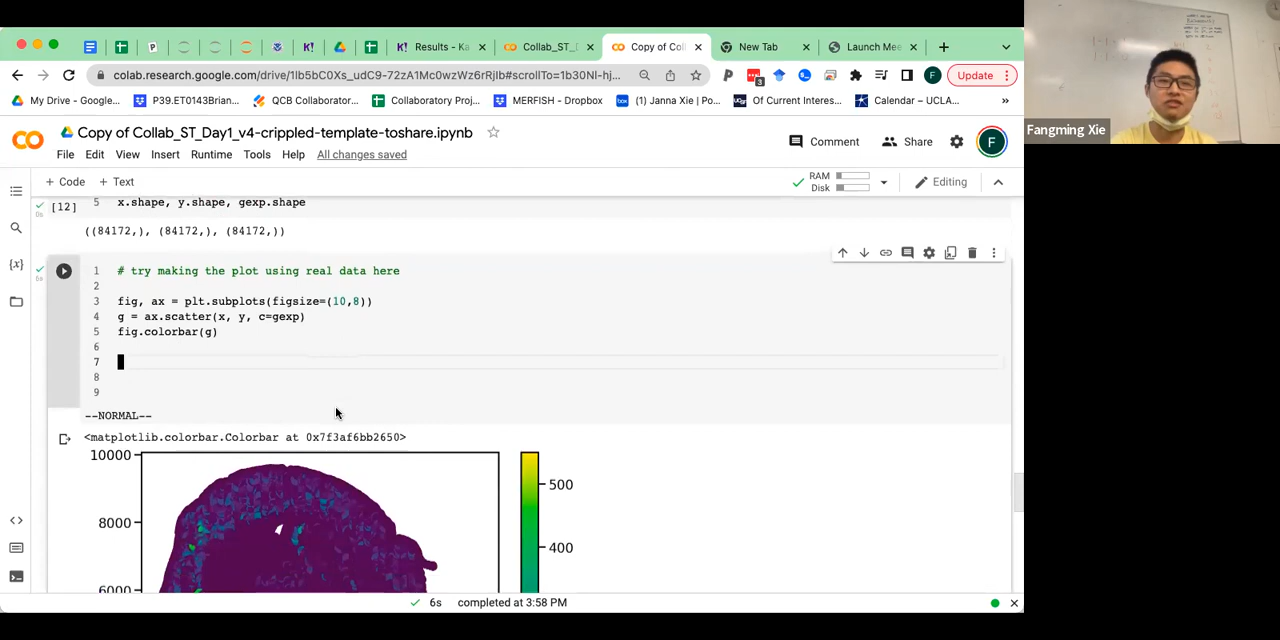 Results - Ka
Collab_ST_D
Copy of Coll
New Tab
Launch Mee
colab.research.google.com/drive/1lb5bC0Xs_udC9-72zA1Mc0wzWz6rRjlb#scrollTo=1b30Nl-hj...
Update
My Drive - Google...
P39.ET0143Brian...
QCB Collaborator...
Collaborary Proj...
MERFISH - Dropbox
(1) Janna Xie | Po...
Of Current Interes...
Calendar – UCLA...
Fangming Xie
Copy of Collab_ST_Day1_v4-crippled-template-toshare.ipynb
Comment
Share
File Edit View Insert Runtime Tools Help All changes saved
+ Code + Text
RAM
Disk
Editing
[12] 5 x.shape, y.shape, gexp.shape
((84172,), (84172,), (84172,))
1 # try making the plot using real data here
2
3 fig, ax = plt.subplots(figsize=(10,8))
4 g = ax.scatter(x, y, c=gexp)
5 fig.colorbar(g)
6
7
8
9
--NORMAL--
<matplotlib.colorbar.Colorbar at 0x7f3af6bb2650>
10000
8000
6000
500
400
6s completed at 3:58 PM